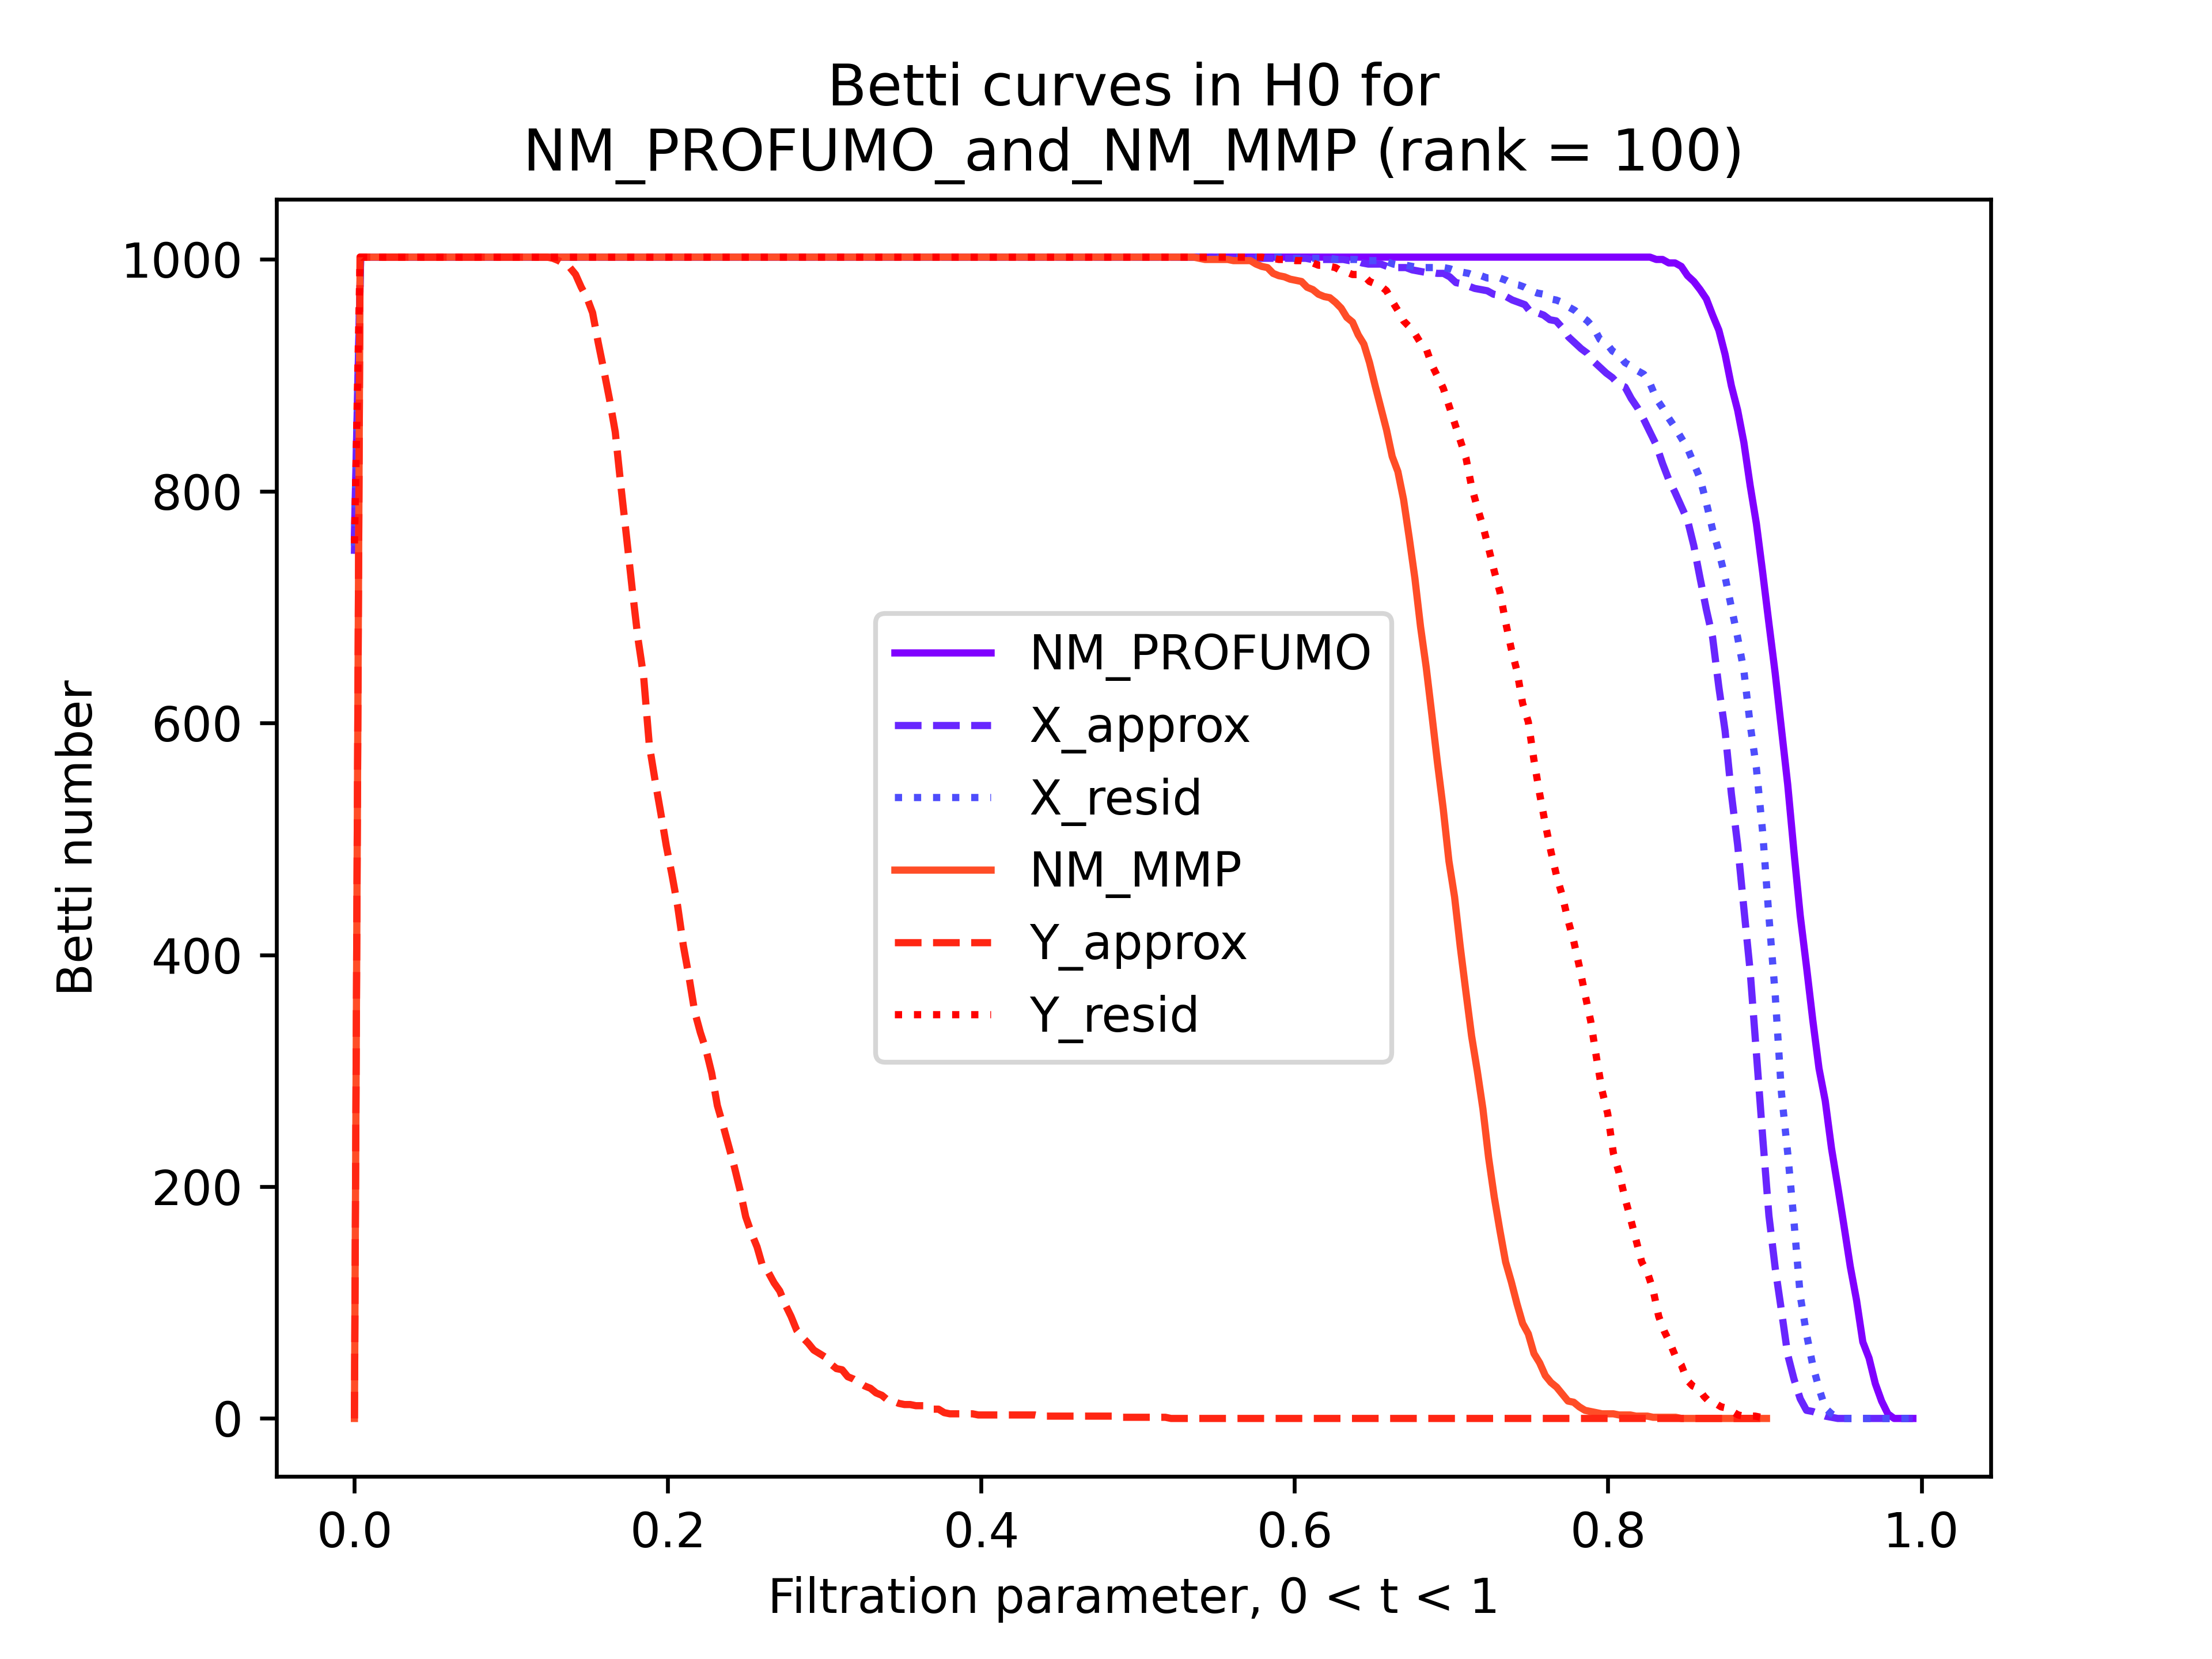 Betti curves in H0 for
NM_PROFUMO_and_NM_MMP (rank = 100)
1000
800
600
400
200
0
Betti number
NM_PROFUMO
X_approx
X_resid
NM_MMP
Y_approx
Y_resid
0.0 0.2 0.4 0.6 0.8 1.0
Filtration parameter, 0 < t < 1